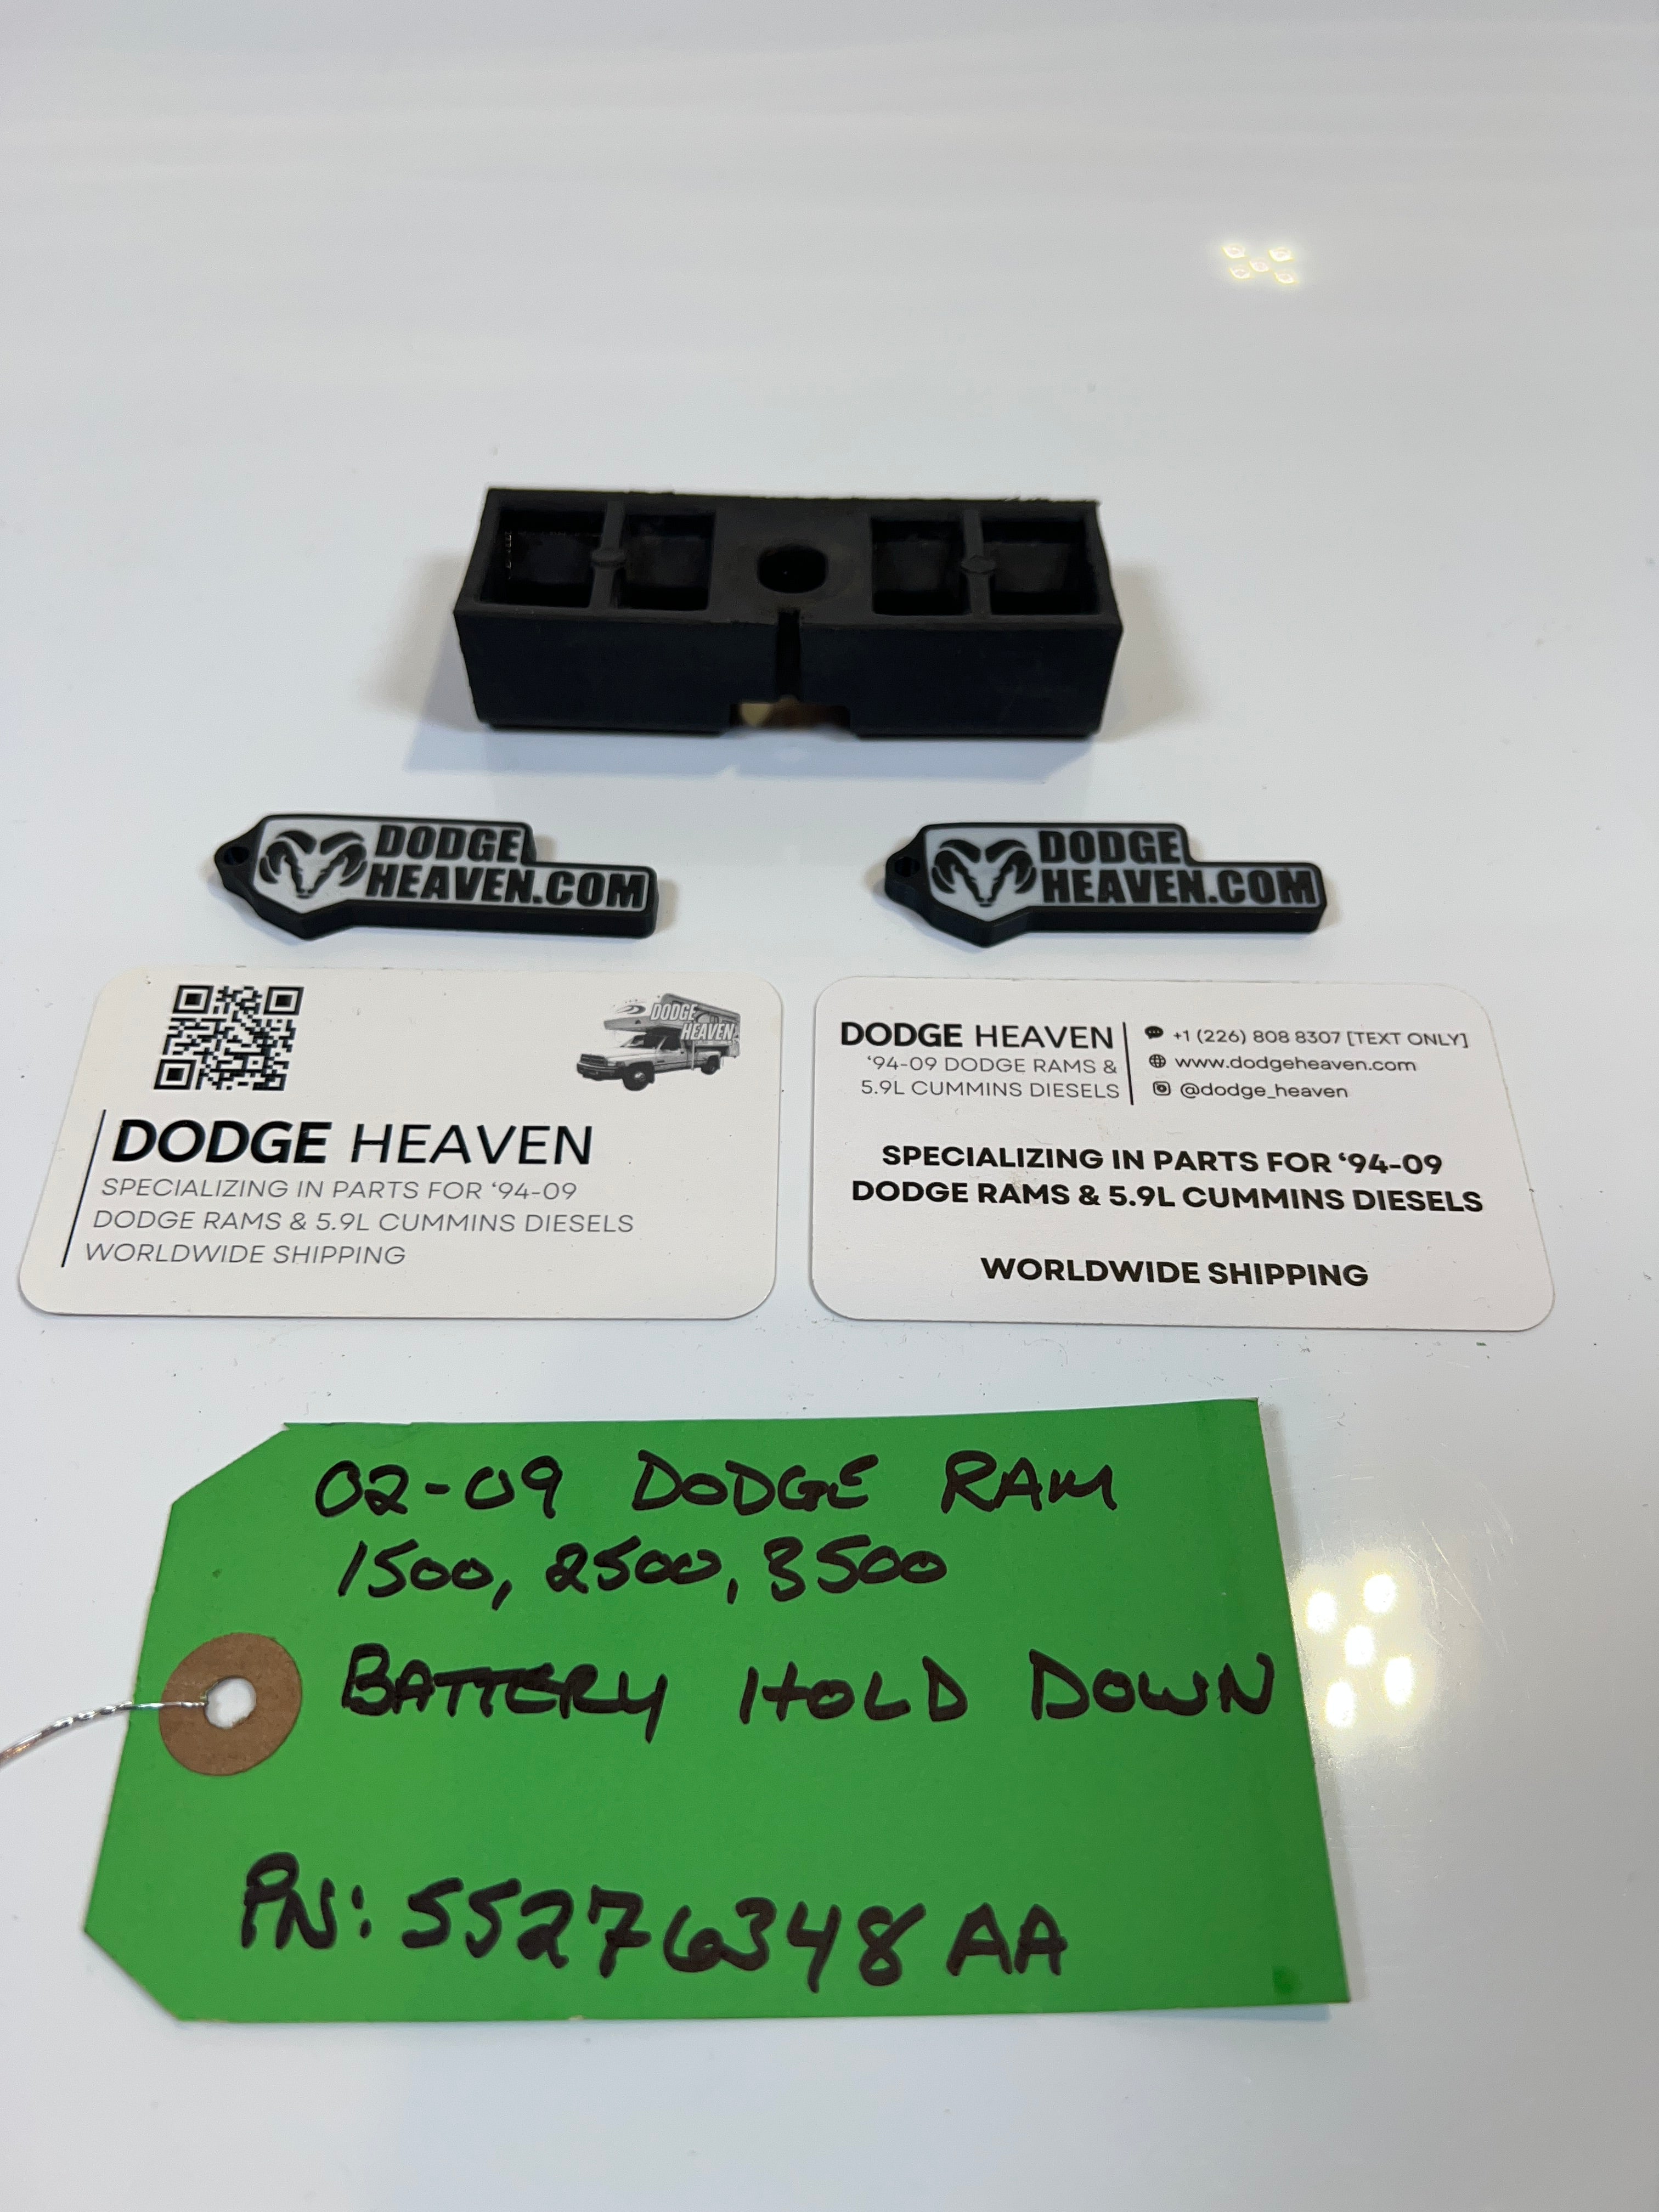 DODGE
HEAVEN.COM
DODGE
HEAVEN.COM
DODGE
HEAVEN
DODGE HEAVEN
SPECIALIZING IN PARTS FOR ‘94-09
DODGE RAMS & 5.9L CUMMINS DIESELS
WORLDWIDE SHIPPING
DODGE HEAVEN
‘94-09 DODGE RAMS &
5.9L CUMMINS DIESELS
+1 (226) 808 8307 [TEXT ONLY]
www.dodgeheaven.com
@dodge_heaven
SPECIALIZING IN PARTS FOR ‘94-09
DODGE RAMS & 5.9L CUMMINS DIESELS
WORLDWIDE SHIPPING
02-09 DODGE RAM
1500, 2500, 3500
BATTERY HOLD DOWN
PN: 55276348AA